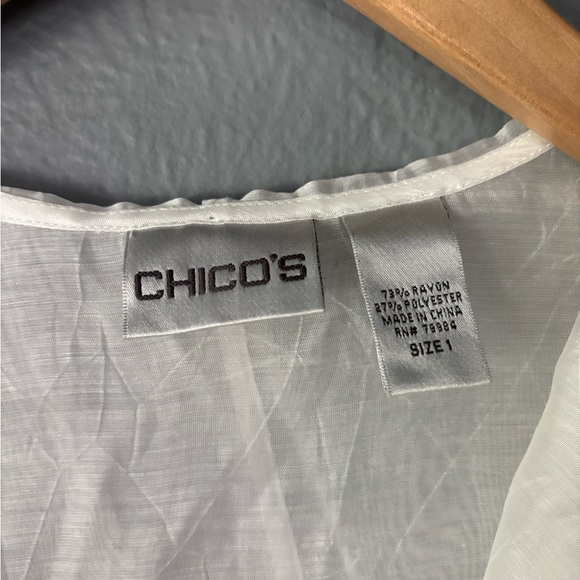 CHICO'S
73% RAYON
27% POLYESTER
MADE IN CHINA
RN# 79984
SIZE 1